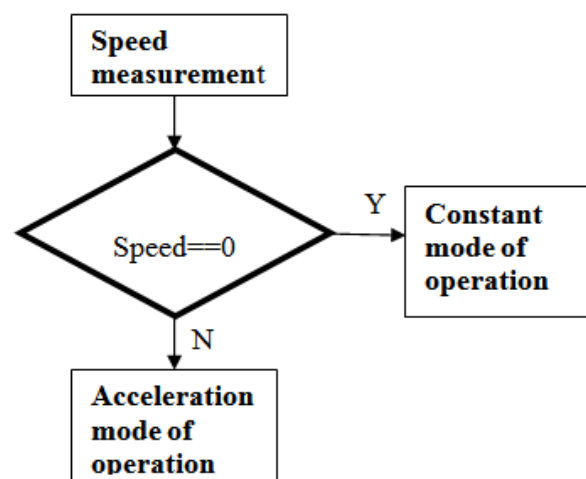 Speed
measurement
Speed==0
Y
Constant
mode of
operation
N
Acceleration
mode of
operation